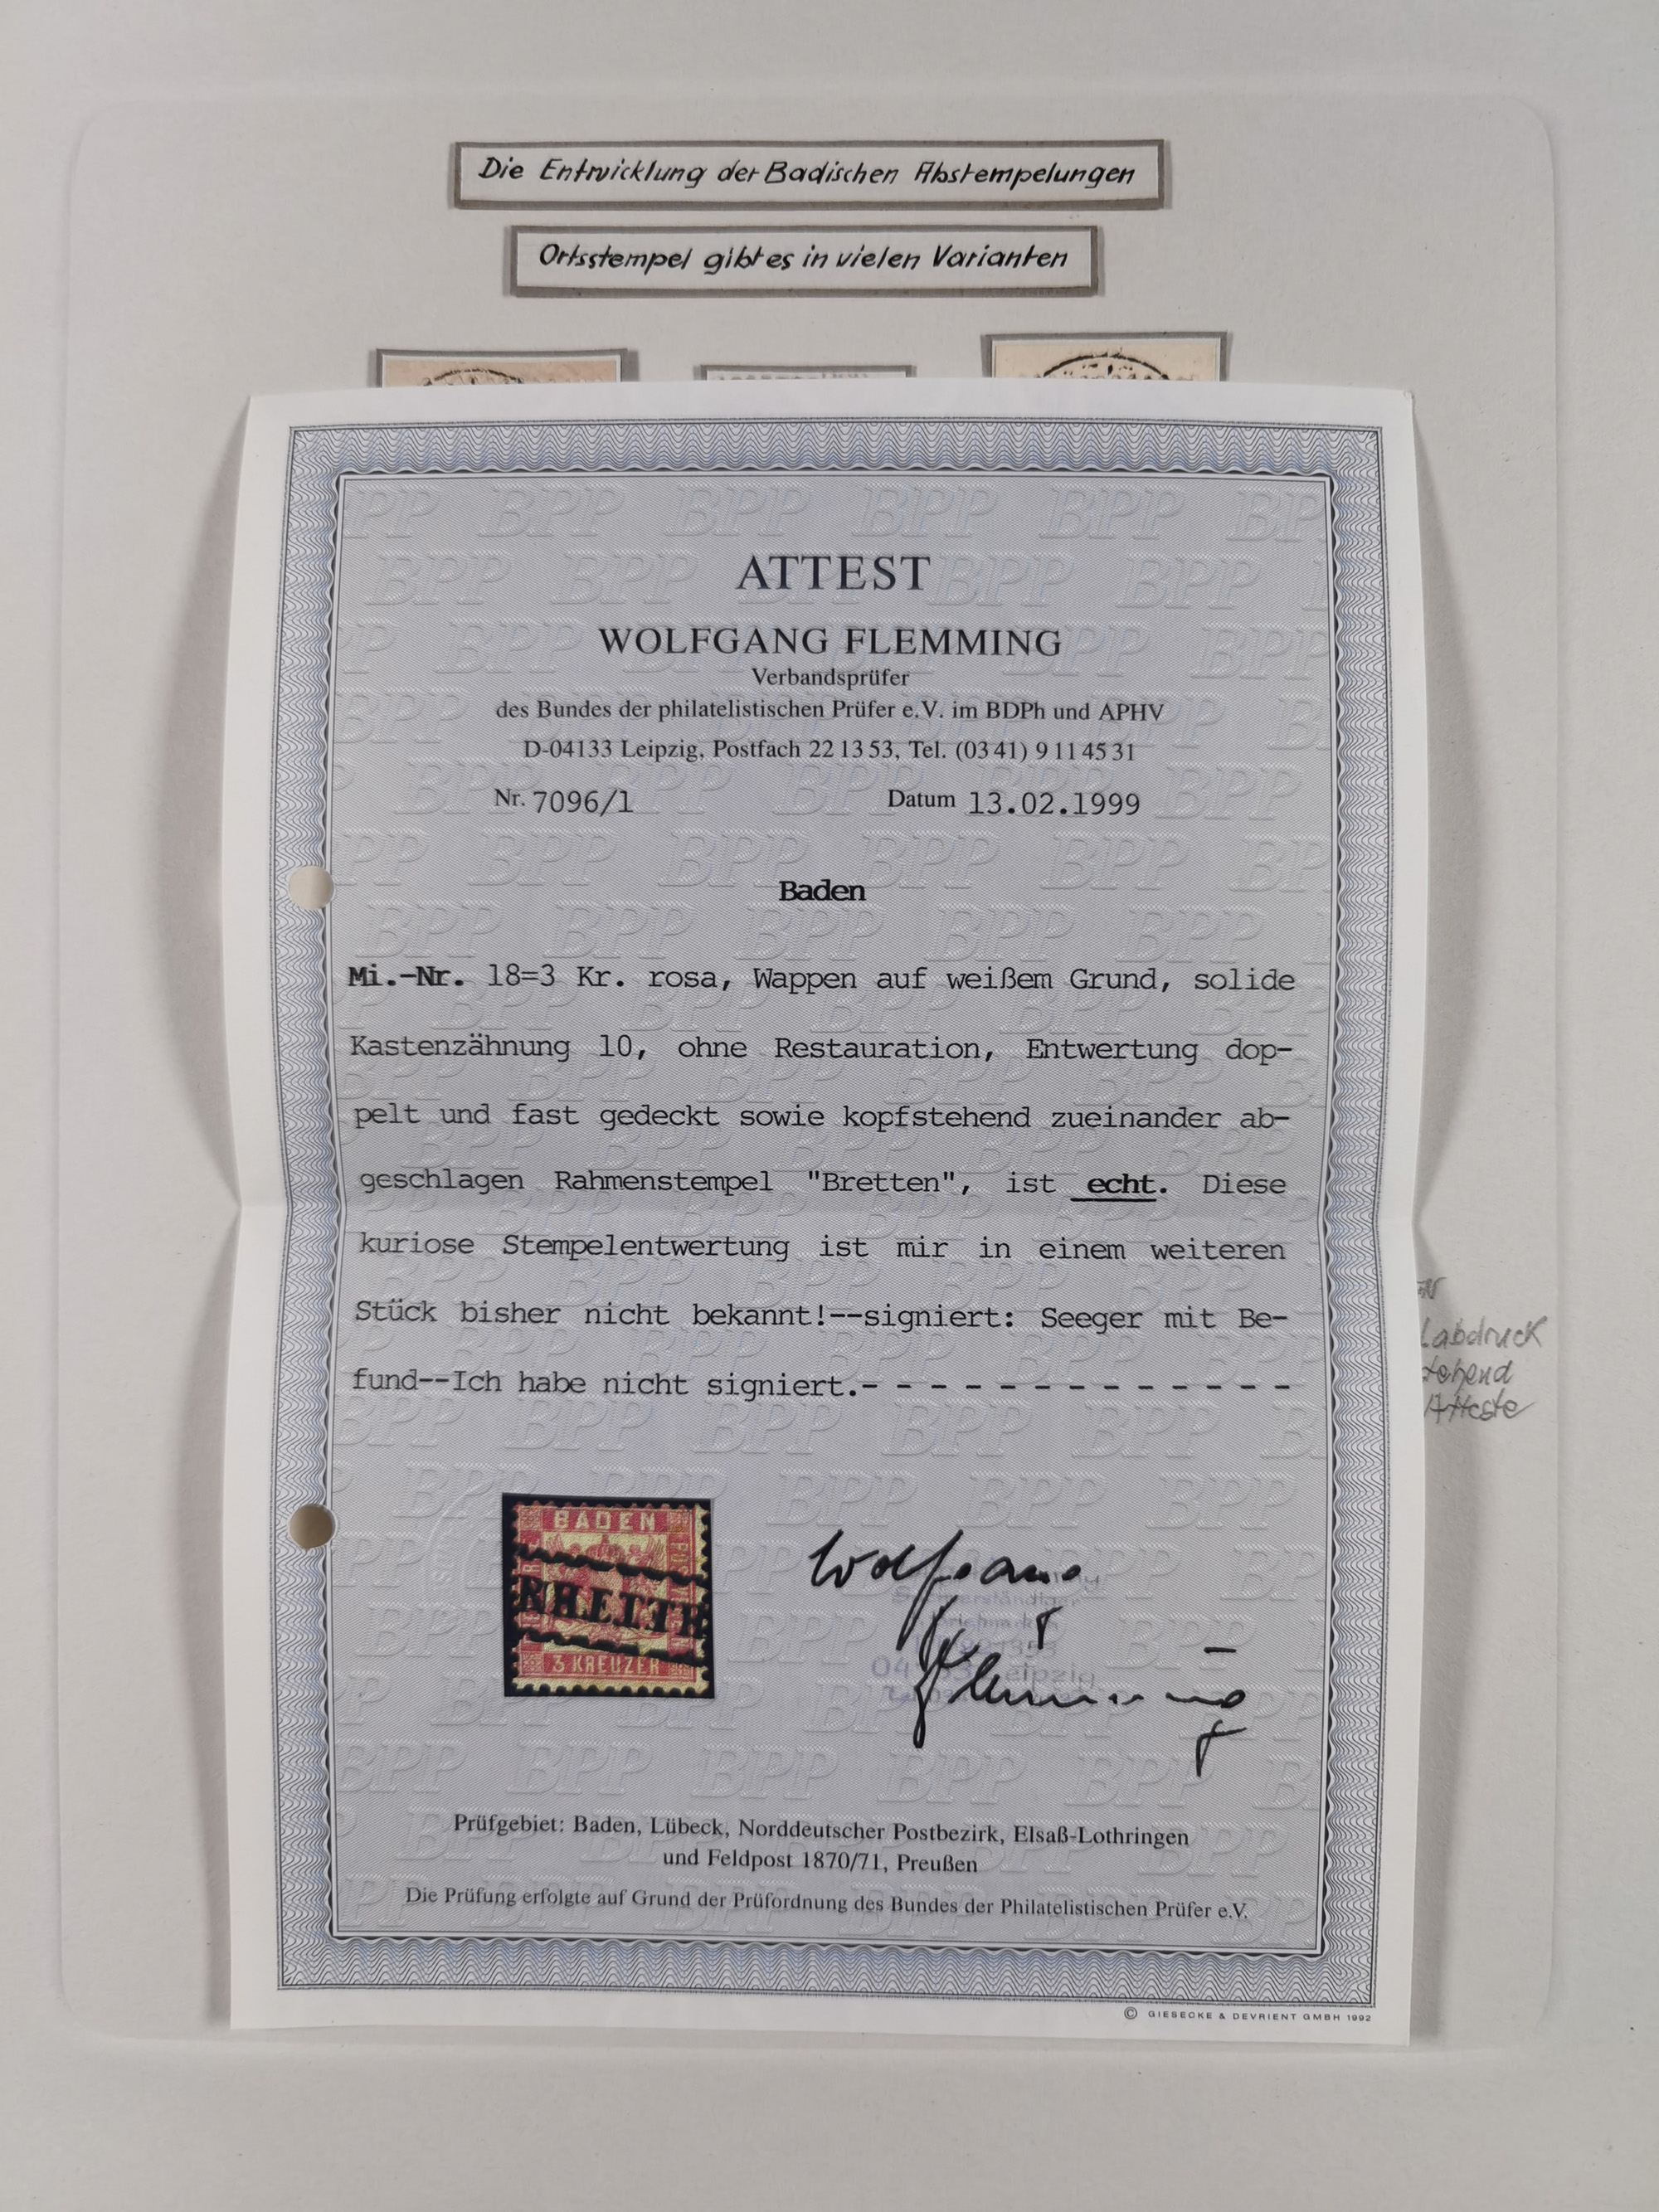 Die Entwicklung der Badischen Abstempelungen
Ortsstempel gibt es in vielen Varianten
ATTEST
WOLFGANG FLEMMING
Verbandsprüfer
des Bundes der philatelistischen Prüfer e.V. im BDPh und APHV
D-04133 Leipzig, Postfach 22 13 53, Tel. (03 41) 9 11 45 31
Nr. 7096/1 Datum 13.02.1999
Baden
Mi.-Nr. 18=3 Kr. rosa, Wappen auf weißem Grund, solide
Kastenzähnung 10, ohne Restauration, Entwertung dop-
pelt und fast gedeckt sowie kopfstehend zueinander ab-
geschlagen Rahmenstempel "Bretten", ist echt. Diese
kuriose Stempelentwertung ist mir in einem weiteren
Stück bisher nicht bekannt!--signiert: Seeger mit Be-
fund--Ich habe nicht signiert.- - - - - - - - - - - - - -
labdruck
tehend
Atteste
BADEN
3 KREUZER
Wolfgang
Flemming
Leipzig
Prüfgebiet: Baden, Lübeck, Norddeutscher Postbezirk, Elsaß-Lothringen
und Feldpost 1870/71, Preußen
Die Prüfung erfolgte auf Grund der Prüfordnung des Bundes der Philatelistischen Prüfer e.V.
© GIESECKE & DEVRIENT GMBH 1992